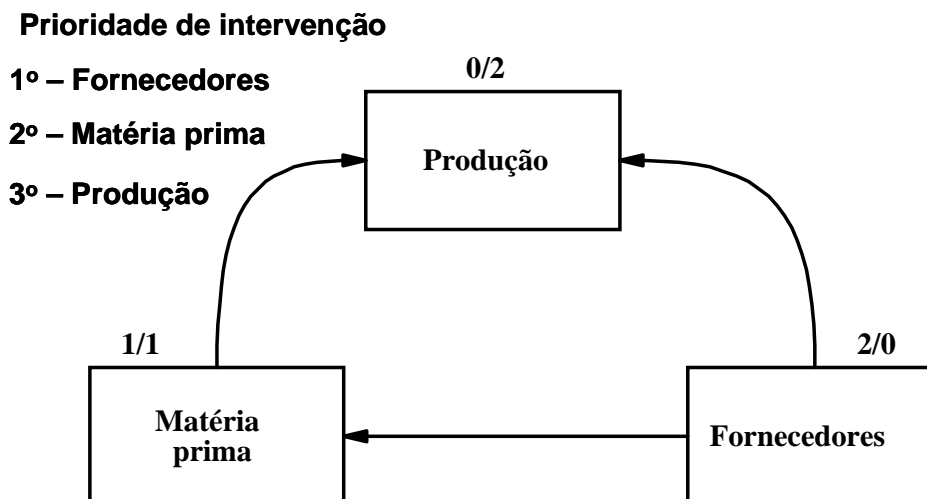 Prioridade de intervenção
1º – Fornecedores
2º – Matéria prima
3º – Produção
0/2
Produção
1/1
Matéria
prima
2/0
Fornecedores